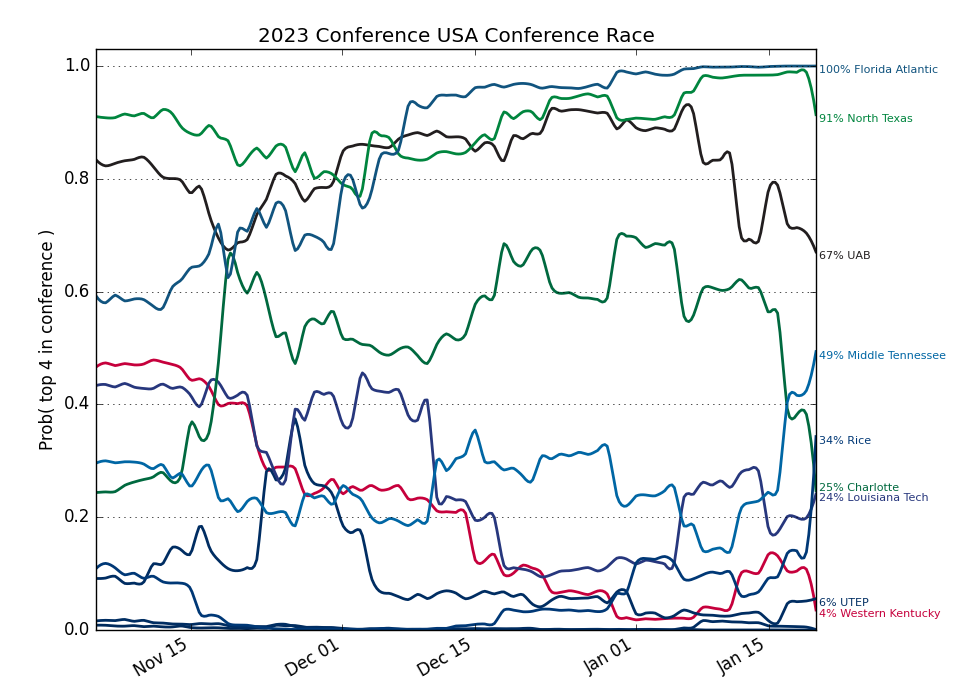 2023 Conference USA Conference Race
Prob( top 4 in conference )
1.0
0.8
0.6
0.4
0.2
0.0
Nov 15
Dec 01
Dec 15
Jan 01
Jan 15
100% Florida Atlantic
91% North Texas
67% UAB
49% Middle Tennessee
34% Rice
25% Charlotte
24% Louisiana Tech
6% UTEP
4% Western Kentucky